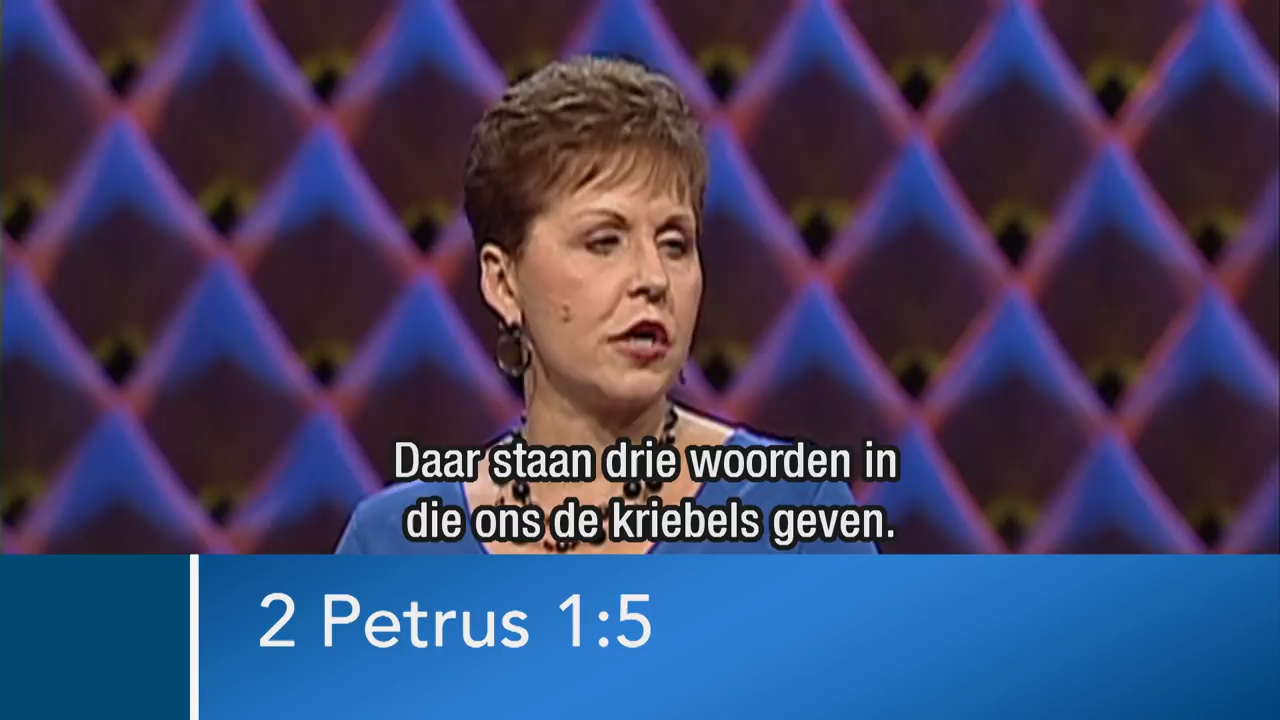 Daar staan drie woorden in
die ons de kriebels geven.
2 Petrus 1:5